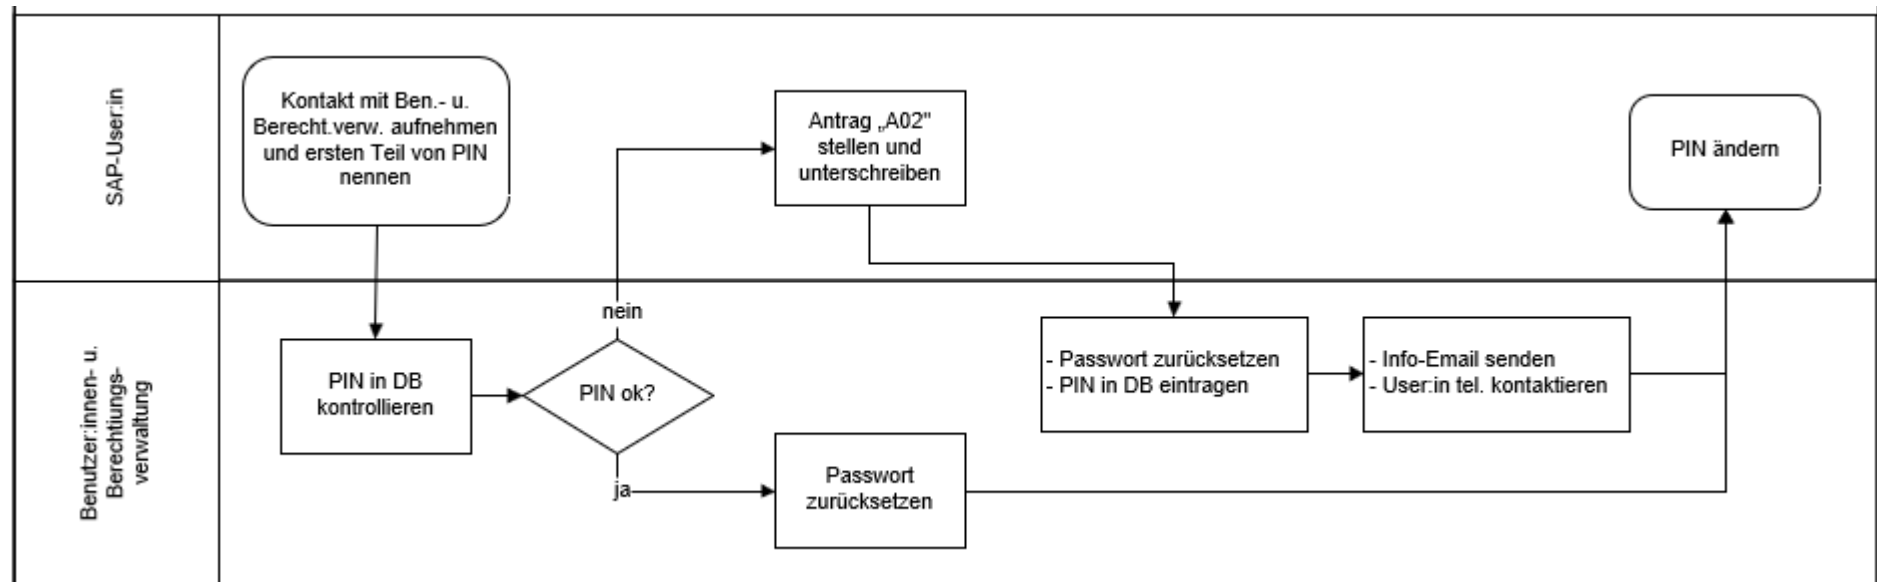 SAP-User:in
Kontakt mit Ben.- u.
Berecht.verw. aufnehmen
und ersten Teil von PIN
nennen
Antrag „A02"
stellen und
unterschreiben
PIN ändern
Benutzer:innen- u.
Berechtiungs-
verwaltung
PIN in DB
kontrollieren
PIN ok?
nein
ja
Passwort
zurücksetzen
- Passwort zurücksetzen
- PIN in DB eintragen
- Info-Email senden
- User:in tel. kontaktieren